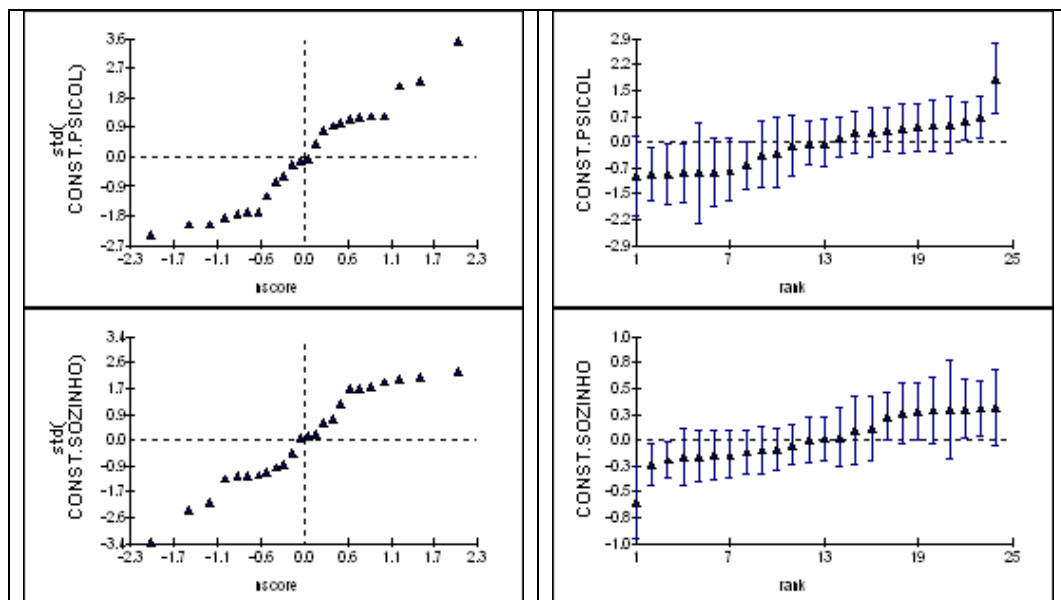 3.6
2.7
1.8
0.9
0.0
-0.9
-1.8
-2.7
std(
CONST.PSICOL)
-2.3 -1.7 -1.1 -0.6 0.0 0.6 1.1 1.7 2.3
nscore
2.9
2.2
1.5
0.7
0.0
-0.7
-1.5
-2.2
-2.9
CONST.PSICOL
1 7 13 19 25
rank
3.4
2.6
1.7
0.9
0.0
-0.9
-1.7
-2.6
-3.4
std(
CONST.SOZINHO)
-2.3 -1.7 -1.1 -0.6 0.0 0.6 1.1 1.7 2.3
nscore
1.0
0.8
0.5
0.3
0.0
-0.3
-0.5
-0.8
-1.0
CONST.SOZINHO
1 7 13 19 25
rank